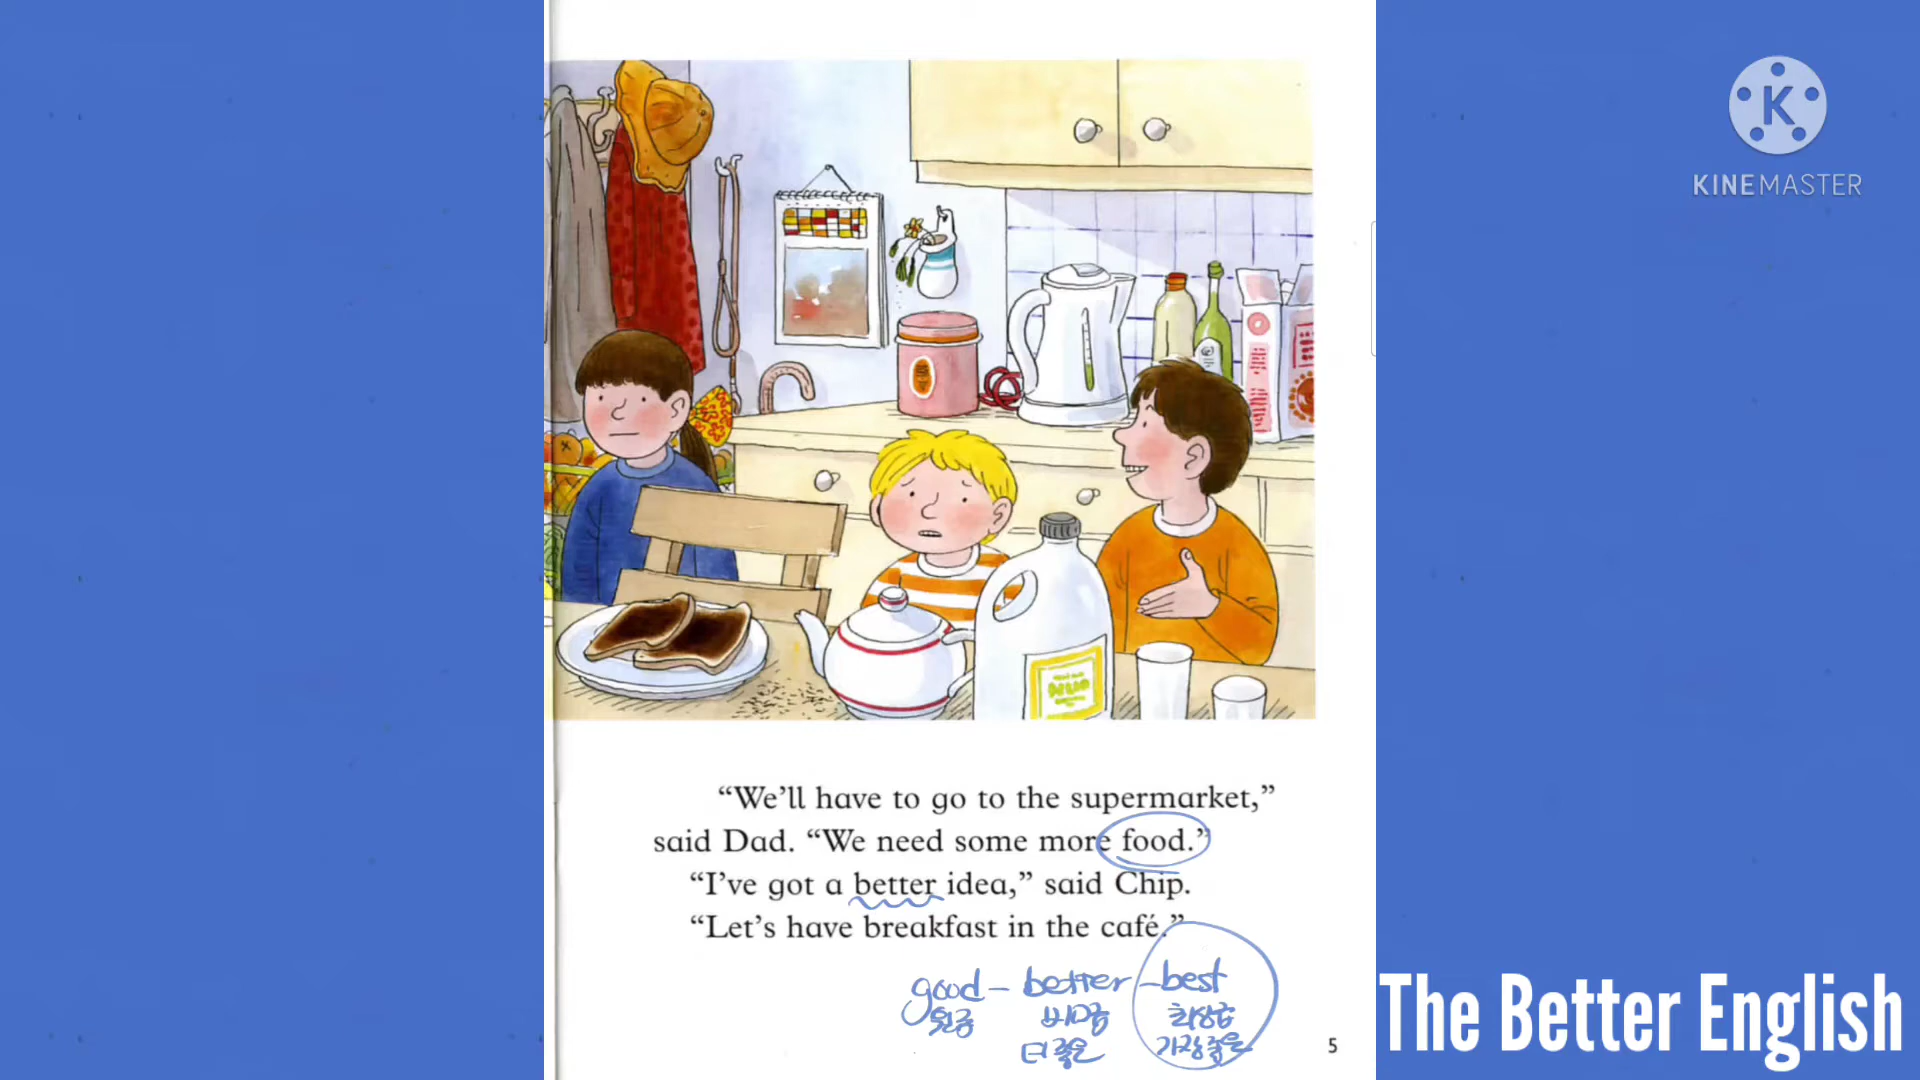 KINEMASTER
“We’ll have to go to the supermarket,”
said Dad. “We need some more food.”
“I’ve got a better idea,” said Chip.
“Let’s have breakfast in the café.”
good – better – best
원급 비교급 최상급
더 좋은 가장 좋은
5
The Better English